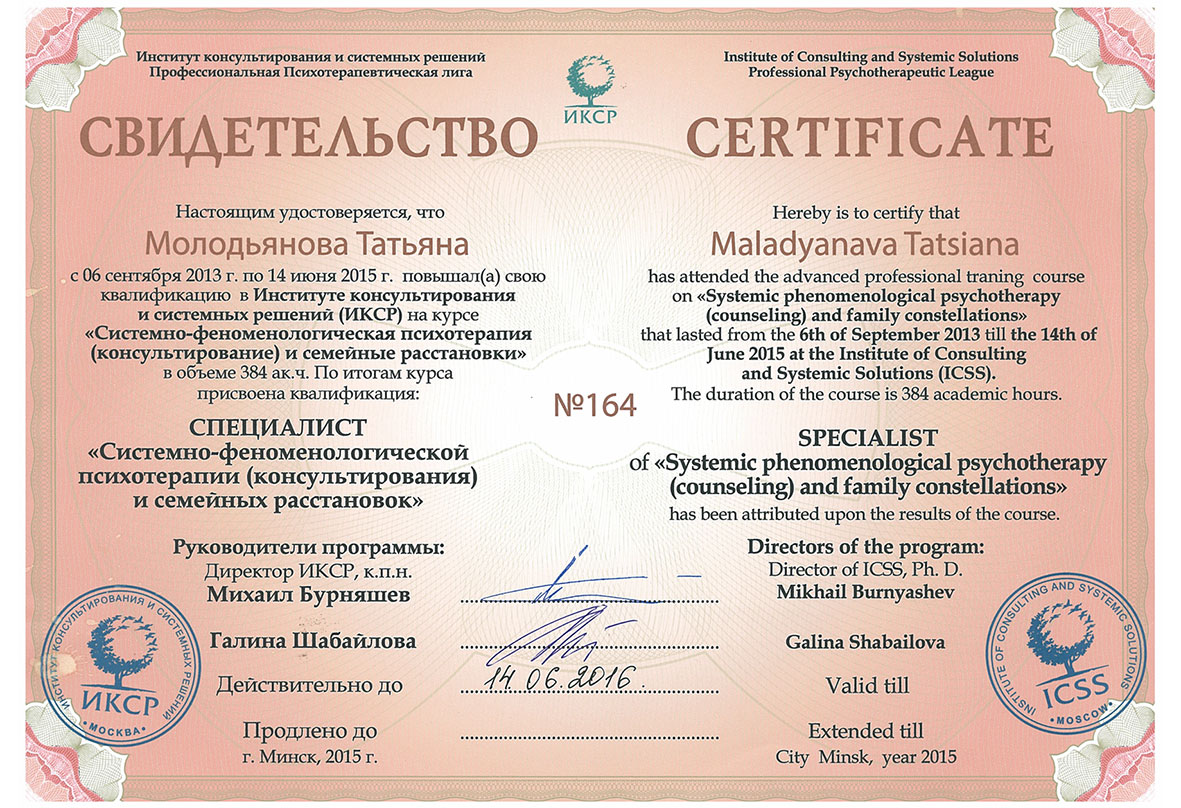 Институт консультирования и системных решений
Профессиональная Психотерапевтическая лига
ИКСР
СВИДЕТЕЛЬСТВО
Настоящим удостоверяется, что
Молодьянова Татьяна
с 06 сентября 2013 г. по 14 июня 2015 г. повышал(а) свою
квалификацию в Институте консультирования
и системных решений (ИКСР) на курсе
«Системно-феноменологическая психотерапия
(консультирование) и семейные расстановки»
в объеме 384 ак.ч. По итогам курса
присвоена квалификация:
СПЕЦИАЛИСТ
«Системно-феноменологической
психотерапии (консультирования)
и семейных расстановок»
Руководители программы:
Директор ИКСР, к.п.н.
Михаил Бурняшев
Галина Шабайлова
Действительно до
14.06.2016.
Продлено до
г. Минск, 2015 г.
ИНСТИТУТ КОНСУЛЬТИРОВАНИЯ И СИСТЕМНЫХ РЕШЕНИЙ
ИКСР
• МОСКВА •
№164
Institute of Consulting and Systemic Solutions
Professional Psychotherapeutic League
CERTIFICATE
Hereby is to certify that
Maladyanava Tatsiana
has attended the advanced professional traning course
on «Systemic phenomenological psychotherapy
(counseling) and family constellations»
that lasted from the 6th of September 2013 till the 14th of
June 2015 at the Institute of Consulting
and Systemic Solutions (ICSS).
The duration of the course is 384 academic hours.
SPECIALIST
of «Systemic phenomenological psychotherapy
(counseling) and family constellations»
has been attributed upon the results of the course.
Directors of the program:
Director of ICSS, Ph. D.
Mikhail Burnyashev
Galina Shabailova
Valid till
Extended till
City Minsk, year 2015
INSTITUTE OF CONSULTING AND SYSTEMIC SOLUTIONS
ICSS
• MOSCOW •